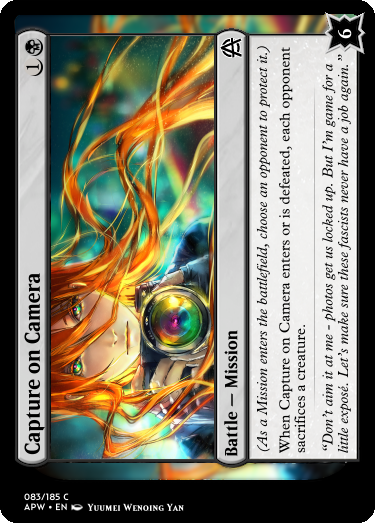 Capture on Camera
Battle — Mission
(As a Mission enters the battlefield, choose an opponent to protect it.)
When Capture on Camera enters or is defeated, each opponent
sacrifices a creature.
“Don’t aim it at me - photos get us locked up. But I’m game for a
little exposé. Let’s make sure these fascists never have a job again.”
6
083/185 C
APW • EN Yuumei Wenqing Yan